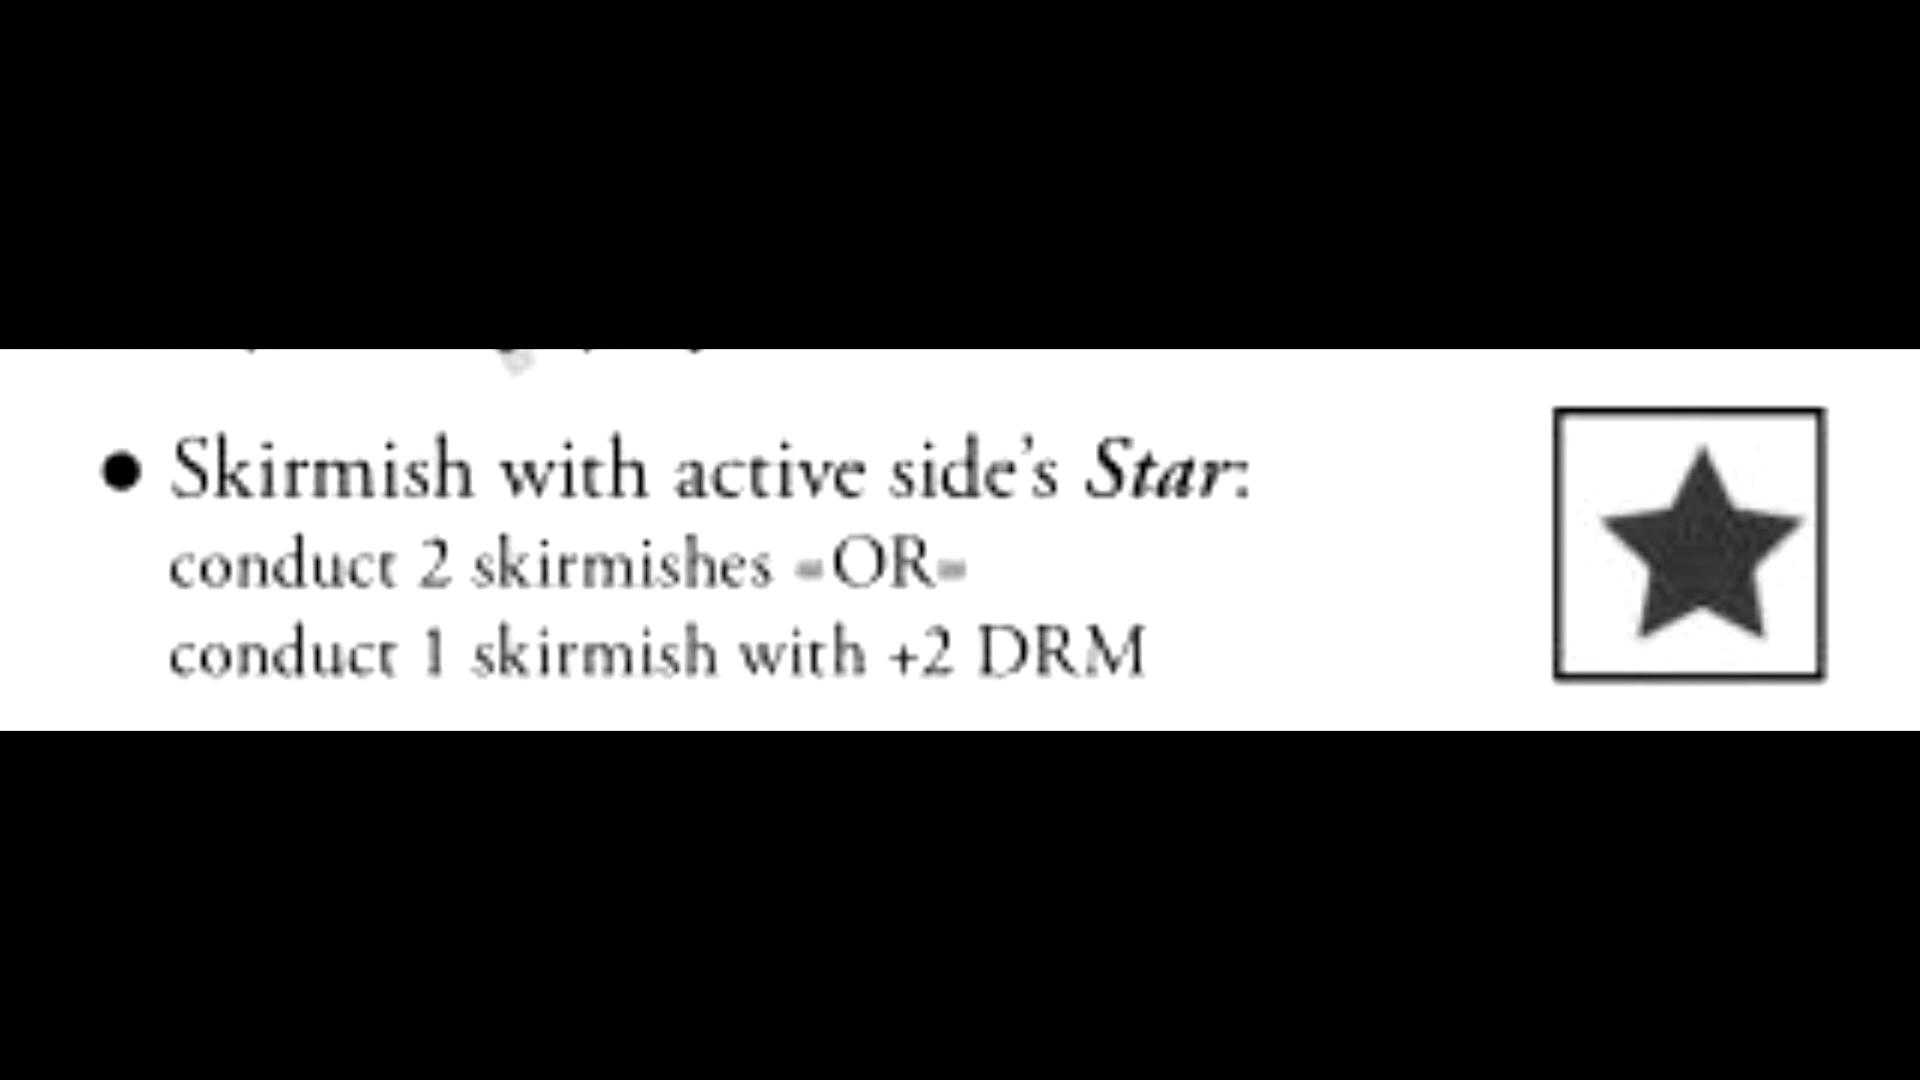 ● Skirmish with active side's Star:
conduct 2 skirmishes -OR-
conduct 1 skirmish with +2 DRM